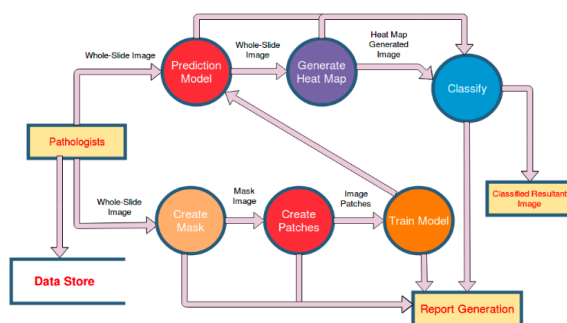 Heat Map
Generated
Image
Whole-Slide Image
Whole-Slide
Image
Prediction
Model
Generate
Heat Map
Classify
Pathologists
Whole-Slide
Image
Mask
Image
Image
Patches
Create
Mask
Create
Patches
Train Model
Classified Resultant
Image
Data Store
Report Generation